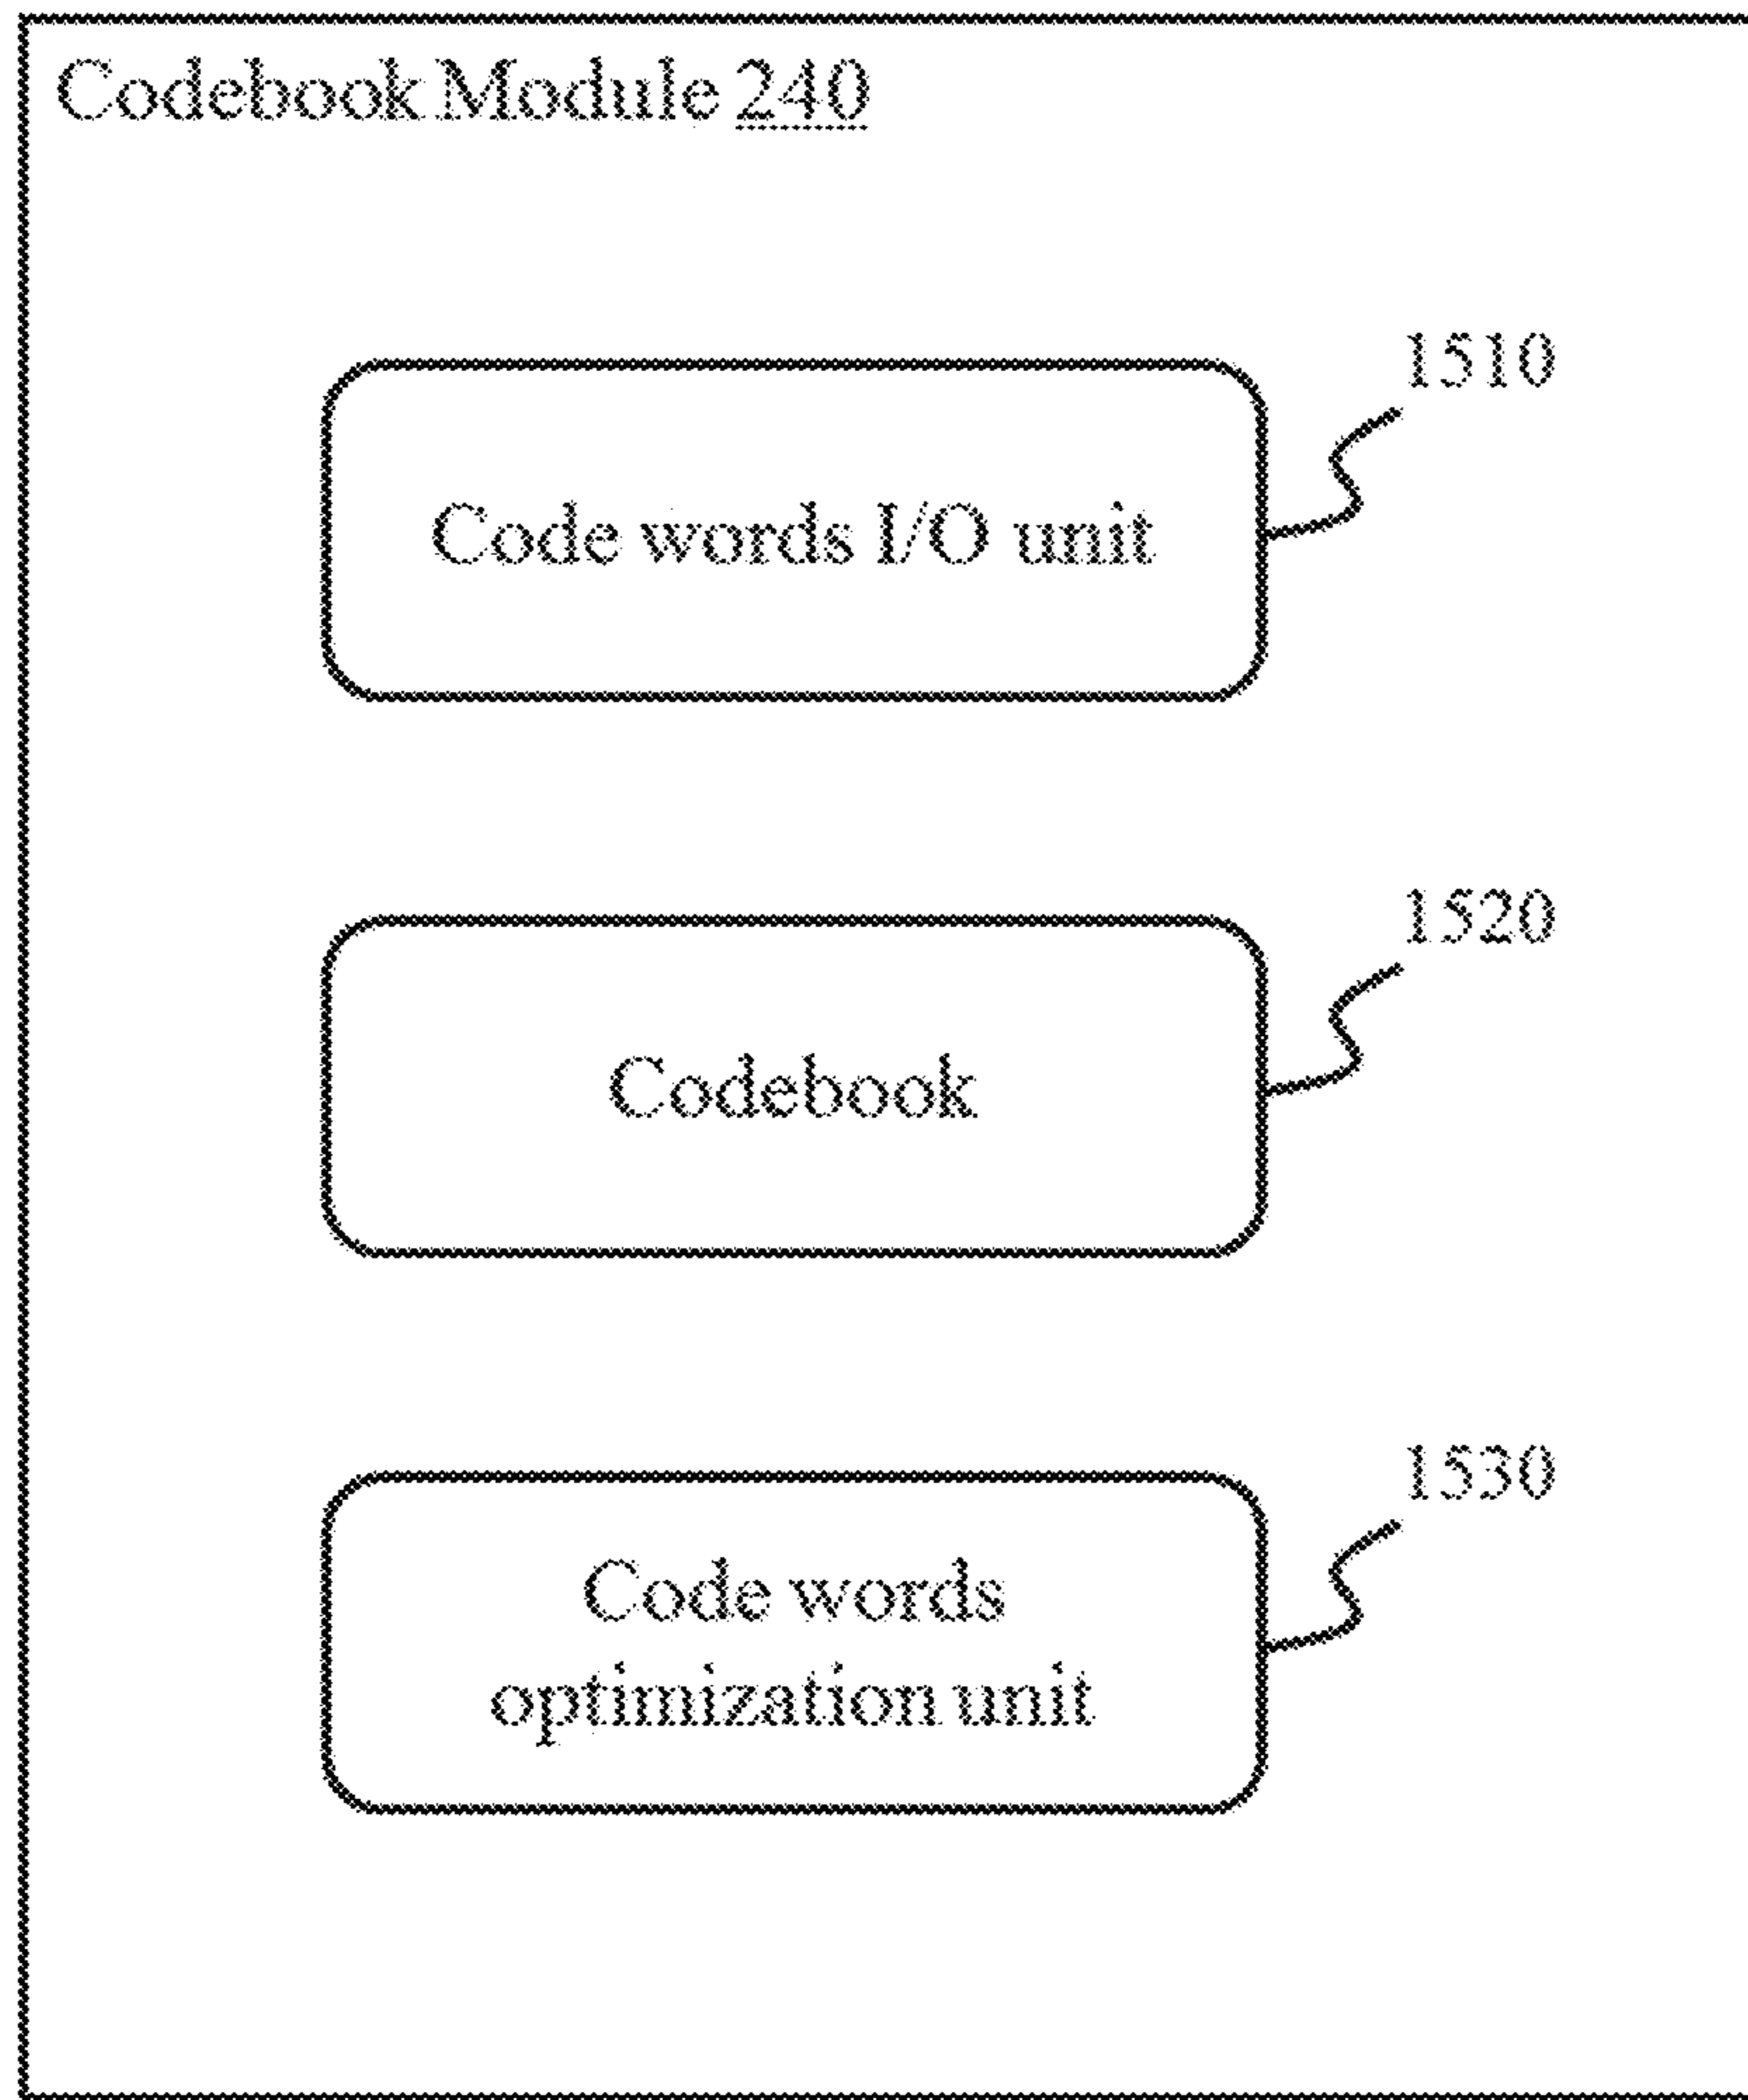 Codebook Module 240
1510
Code words I/O unit
1520
Codebook
1530
Code words
optimization unit